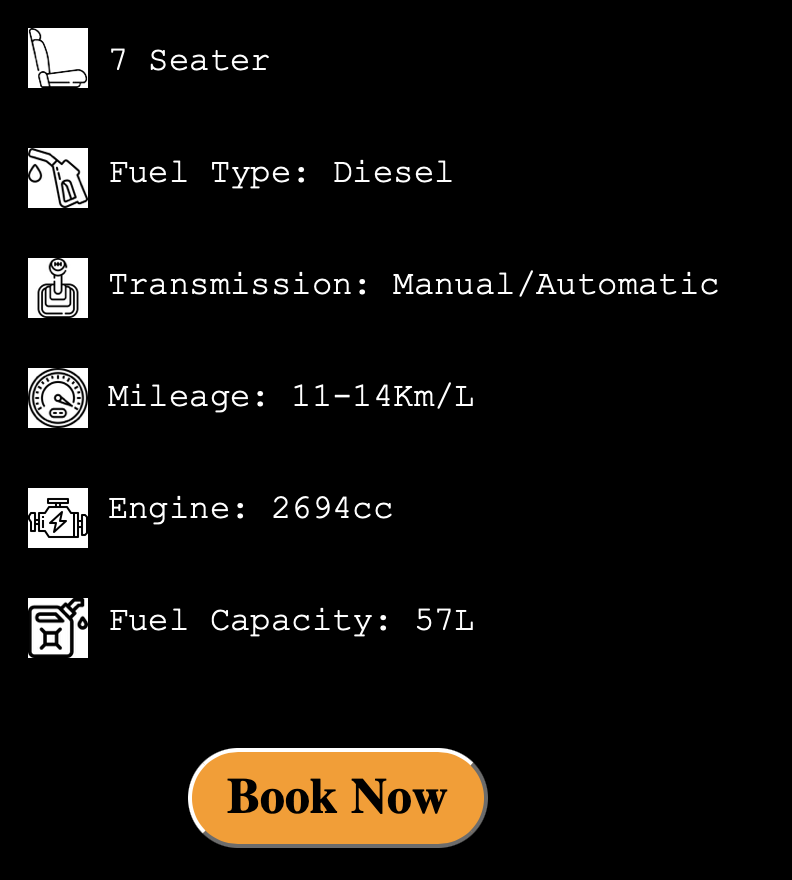 7 Seater
Fuel Type: Diesel
Transmission: Manual/Automatic
Mileage: 11-14Km/L
Engine: 2694cc
Fuel Capacity: 57L
Book Now